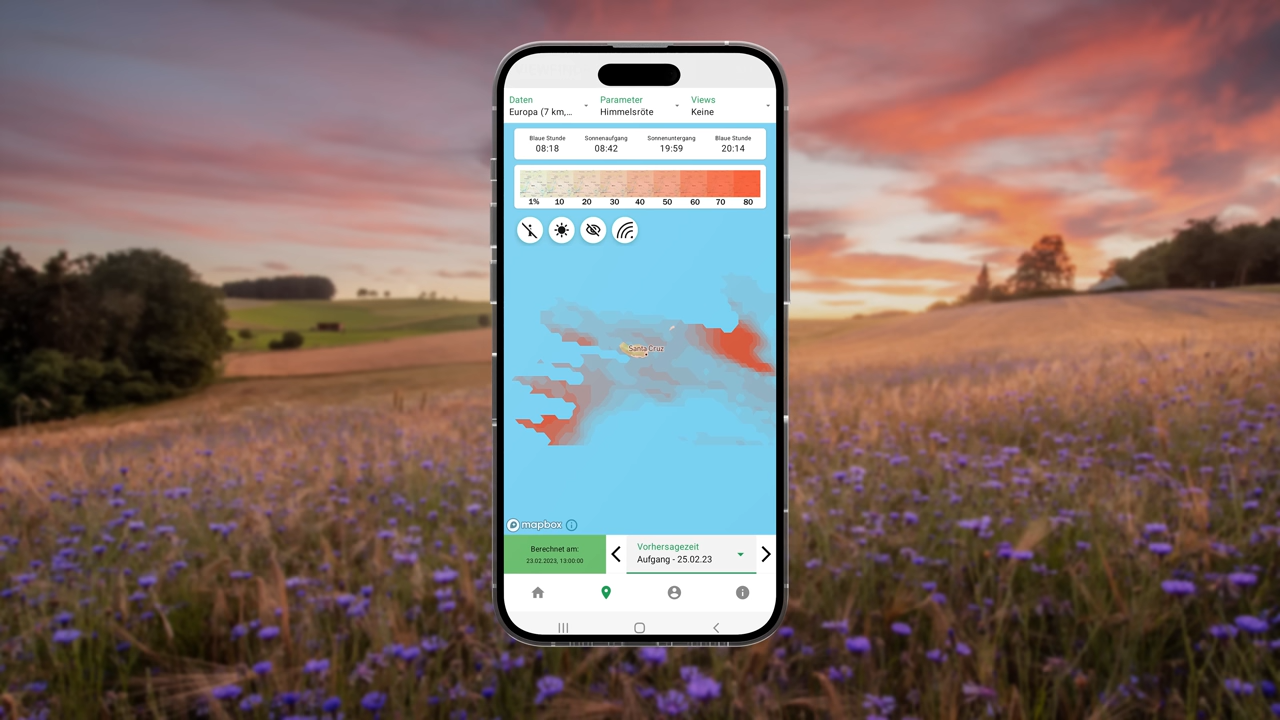 Daten
Parameter
Views
Europa (7 km,...
Himmelsröte
Keine
Blaue Stunde
Sonnenaufgang
Sonnenuntergang
Blaue Stunde
08:18
08:42
19:59
20:14
1% 10 20 30 40 50 60 70 80
Santa Cruz
mapbox
Berechnet am:
23.02.2023, 13:00:00
Vorhersagezeit
Aufgang - 25.02.23